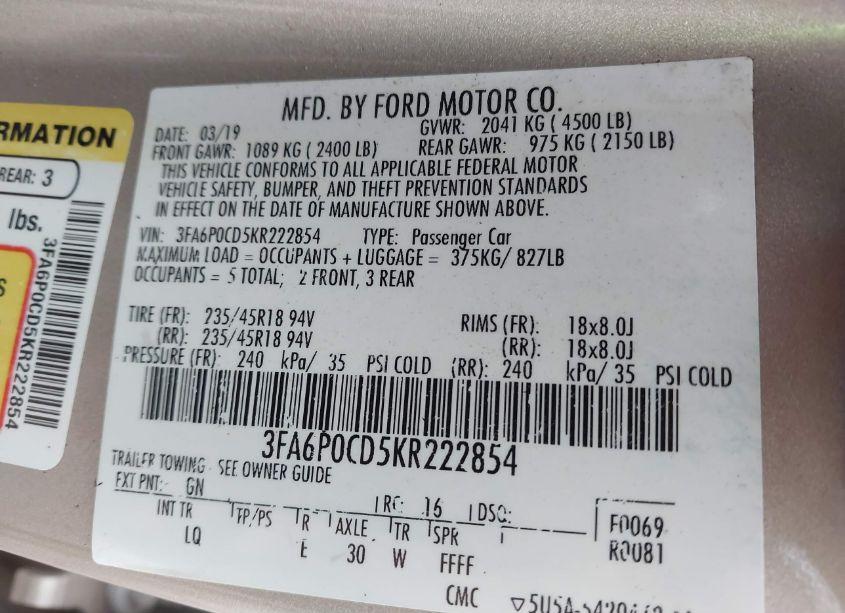 MFD. BY FORD MOTOR CO.
DATE: 03/19 GVWR: 2041 KG ( 4500 LB)
FRONT GAWR: 1089 KG ( 2400 LB) REAR GAWR: 975 KG ( 2150 LB)
THIS VEHICLE CONFORMS TO ALL APPLICABLE FEDERAL MOTOR
VEHICLE SAFETY, BUMPER, AND THEFT PREVENTION STANDARDS
IN EFFECT ON THE DATE OF MANUFACTURE SHOWN ABOVE.
VIN: 3FA6P0CD5KR222854 TYPE: Passenger Car
MAXIMUM LOAD = OCCUPANTS + LUGGAGE = 375KG/ 827LB
OCCUPANTS = 5 TOTAL; 2 FRONT, 3 REAR
TIRE (FR): 235/45R18 94V RIMS (FR): 18x8.0J
(RR): 235/45R18 94V (RR): 18x8.0J
PRESSURE (FR): 240 kPa/ 35 PSI COLD (RR): 240 kPa/ 35 PSI COLD
3FA6P0CD5KR222854
TRAILER TOWING - SEE OWNER GUIDE
EXT PNT: GN RC: 16 DSO: F0069
INT TR TP/PS R AXLE TR SPR R0081
LQ E 30 W FFFF
CMC
RMATION
REAR: 3
lbs.
S
3FA6P0CD5KR222854